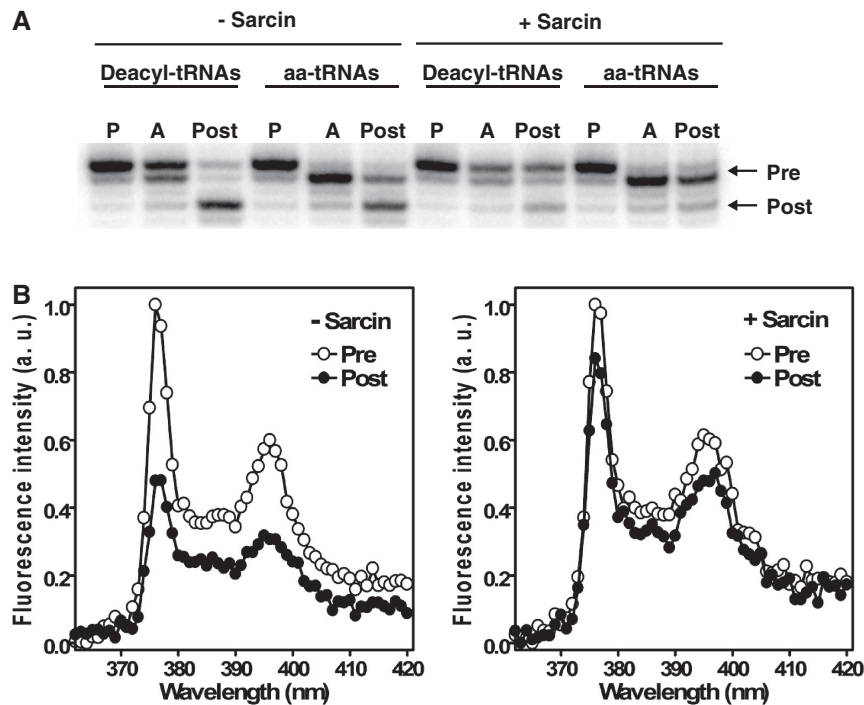 A
- Sarcin
+ Sarcin
Deacyl-tRNAs
aa-tRNAs
Deacyl-tRNAs
aa-tRNAs
P A Post P A Post P A Post P A Post
Pre
Post
B
Fluorescence intensity (a. u.)
1.0
0.8
0.6
0.4
0.2
0.0
- Sarcin
Pre
Post
370 380 390 400 410 420
Wavelength (nm)
Fluorescence intensity (a. u.)
1.0
0.8
0.6
0.4
0.2
0.0
+ Sarcin
Pre
Post
370 380 390 400 410 420
Wavelength (nm)